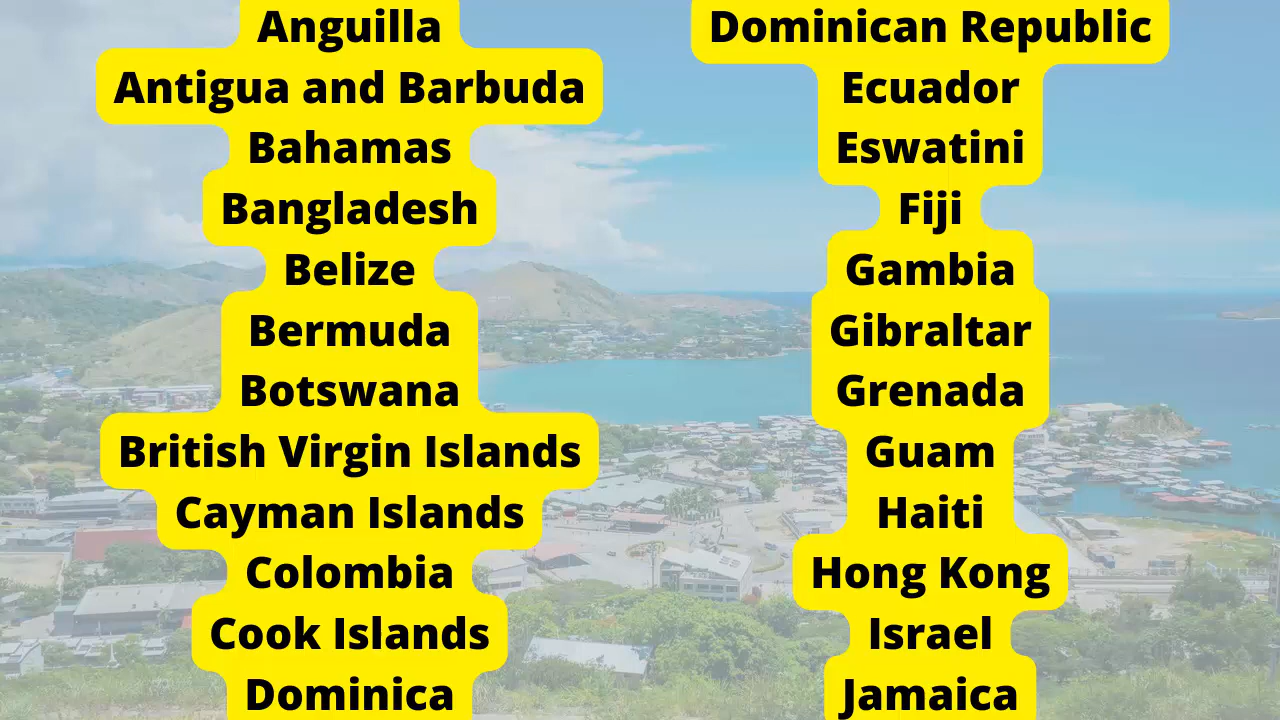 Anguilla
Antigua and Barbuda
Bahamas
Bangladesh
Belize
Bermuda
Botswana
British Virgin Islands
Cayman Islands
Colombia
Cook Islands
Dominica
Dominican Republic
Ecuador
Eswatini
Fiji
Gambia
Gibraltar
Grenada
Guam
Haiti
Hong Kong
Israel
Jamaica